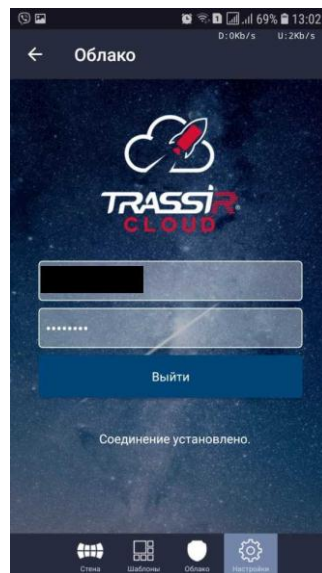 69% 13:02
D:0Kb/s U:2Kb/s
Облако
TRASSIR
CLOUD
........
Выйти
Соединение установлено.
Стена Шаблоны Облако Настройки